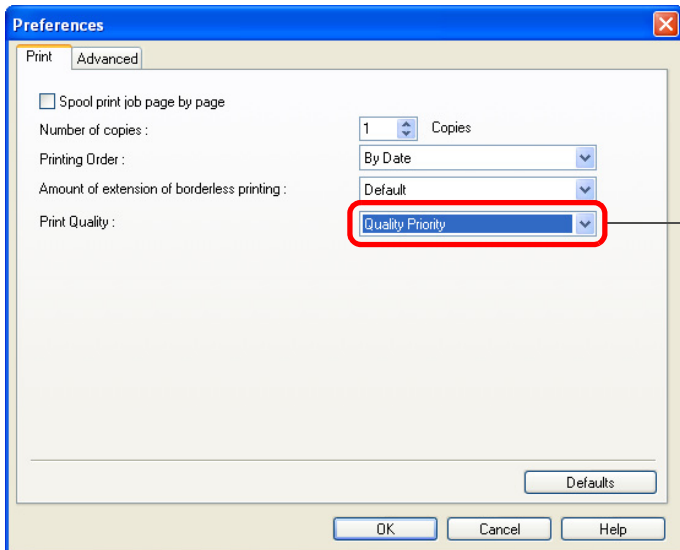 Preferences
Print Advanced
Spool print job page by page
Number of copies : 1 Copies
Printing Order : By Date
Amount of extension of borderless printing : Default
Print Quality : Quality Priority
Defaults
OK Cancel Help